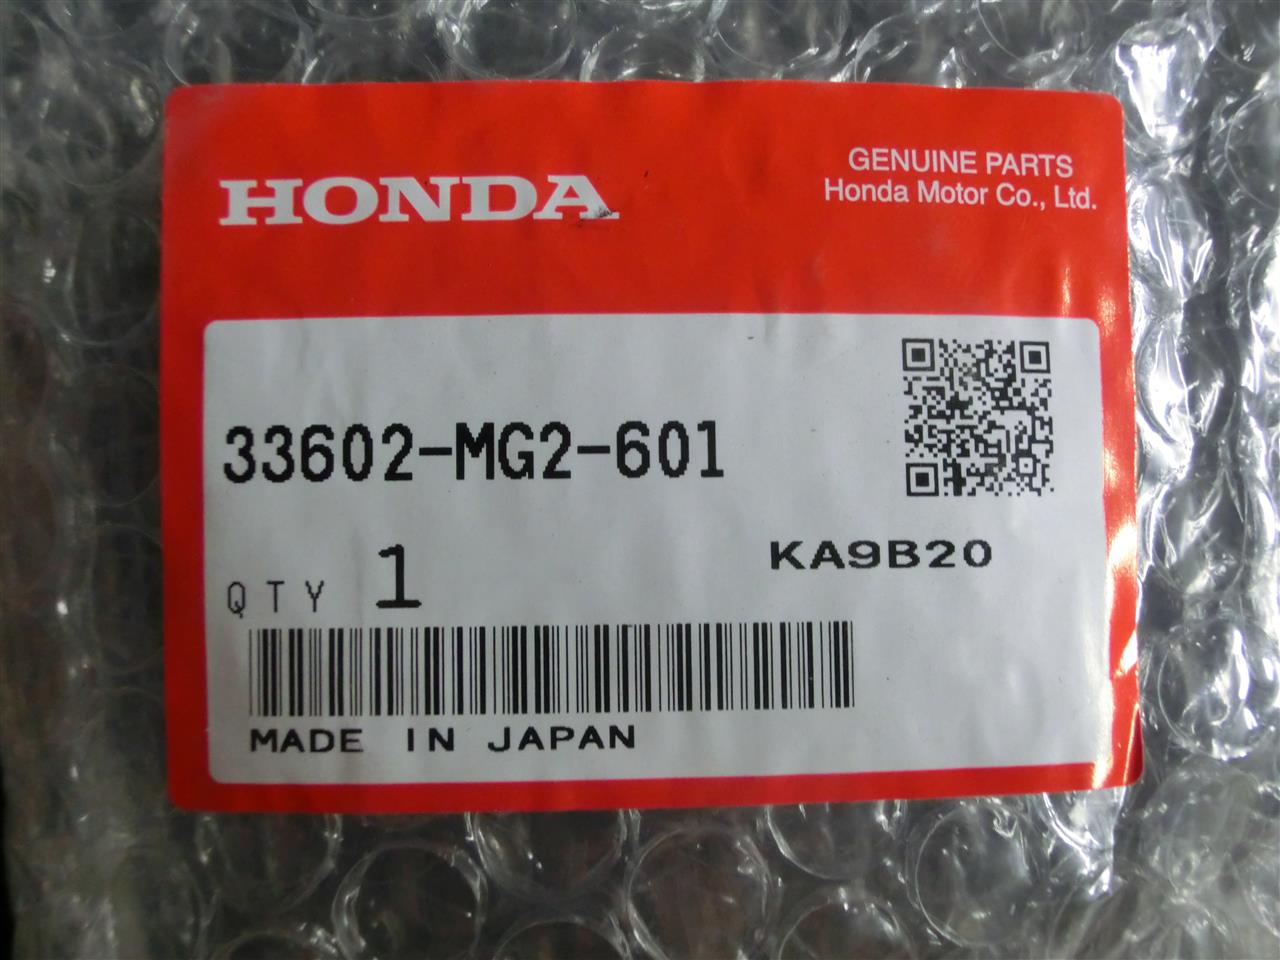 HONDA
GENUINE PARTS
Honda Motor Co., Ltd.
33602-MG2-601
KA9B20
QTY 1
MADE IN JAPAN